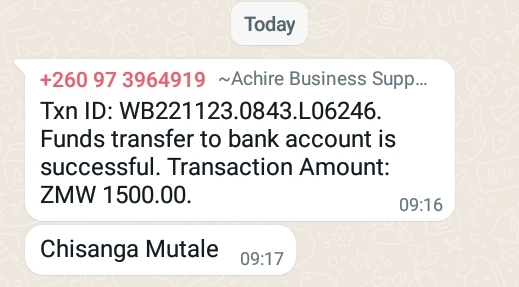 Today
+260 97 3964919 ~Achire Business Supp...
Txn ID: WB221123.0843.L06246.
Funds transfer to bank account is
successful. Transaction Amount:
ZMW 1500.00.
09:16
Chisanga Mutale 09:17